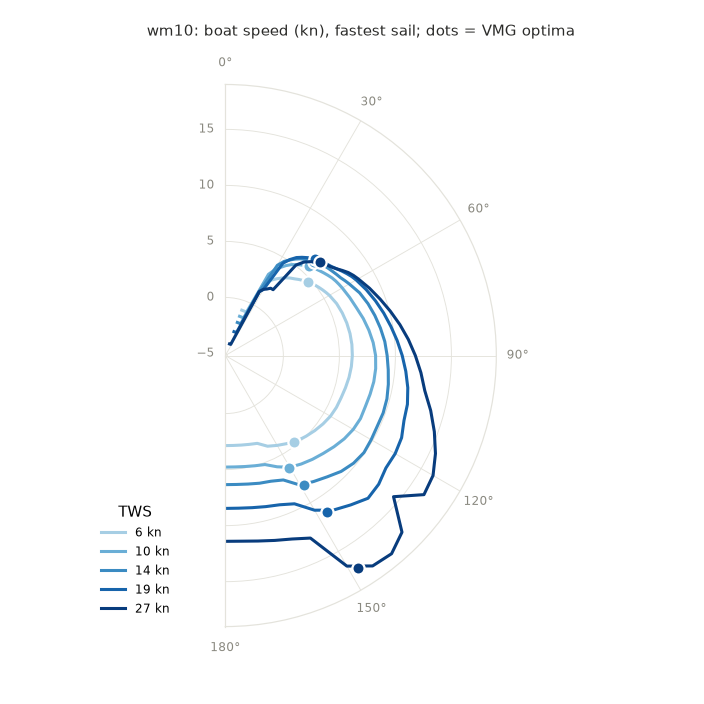 wm10: boat speed (kn), fastest sail; dots = VMG optima
0°
30°
15
10
60°
5
0
−5
90°
120°
TWS
6 kn
10 kn
14 kn
19 kn
27 kn
150°
180°